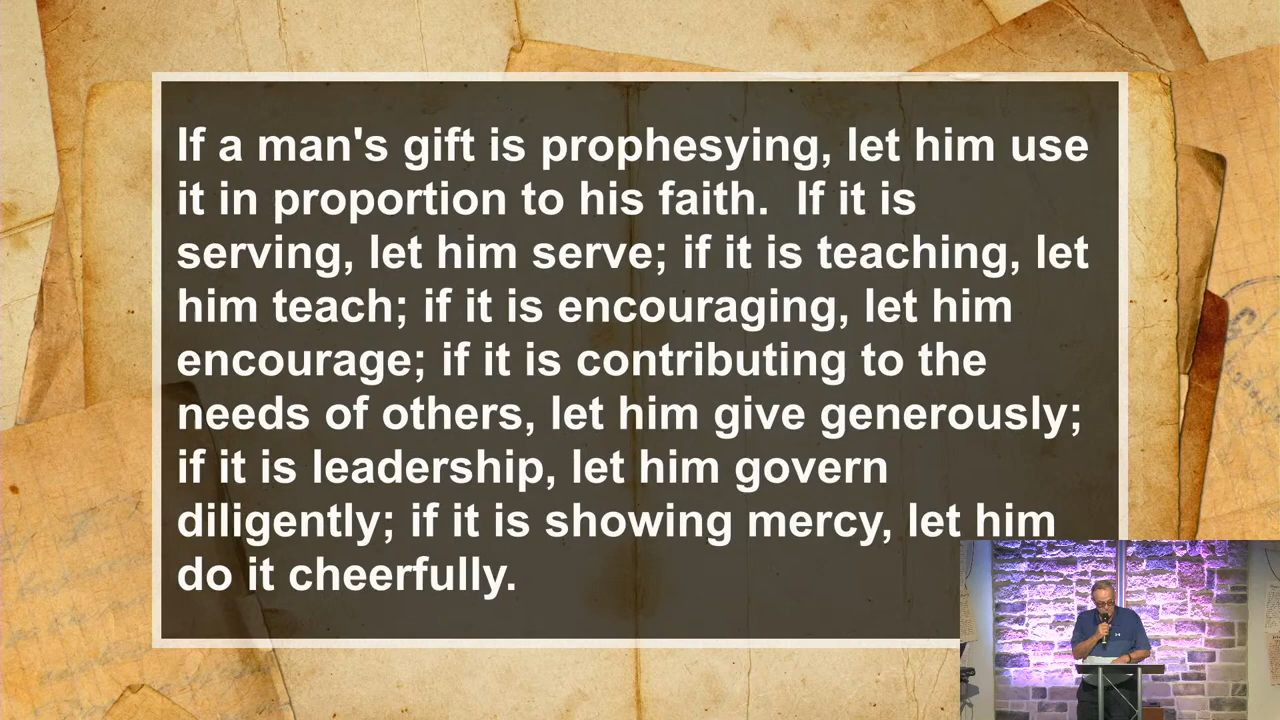 If a man's gift is prophesying, let him use
it in proportion to his faith.  If it is
serving, let him serve; if it is teaching, let
him teach; if it is encouraging, let him
encourage; if it is contributing to the
needs of others, let him give generously;
if it is leadership, let him govern
diligently; if it is showing mercy, let him
do it cheerfully.